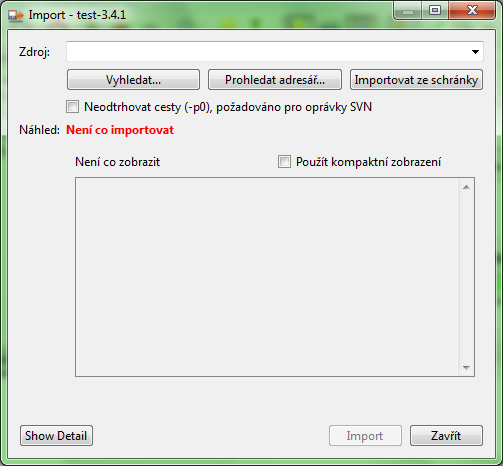 Import - test-3.4.1
Zdroj:
Vyhledat... Prohledat adresář... Importovat ze schránky
Neodtrhovat cesty (-p0), požadováno pro oprávky SVN
Náhled: Není co importovat
Není co zobrazit Použít kompaktní zobrazení
Show Detail Import Zavřít